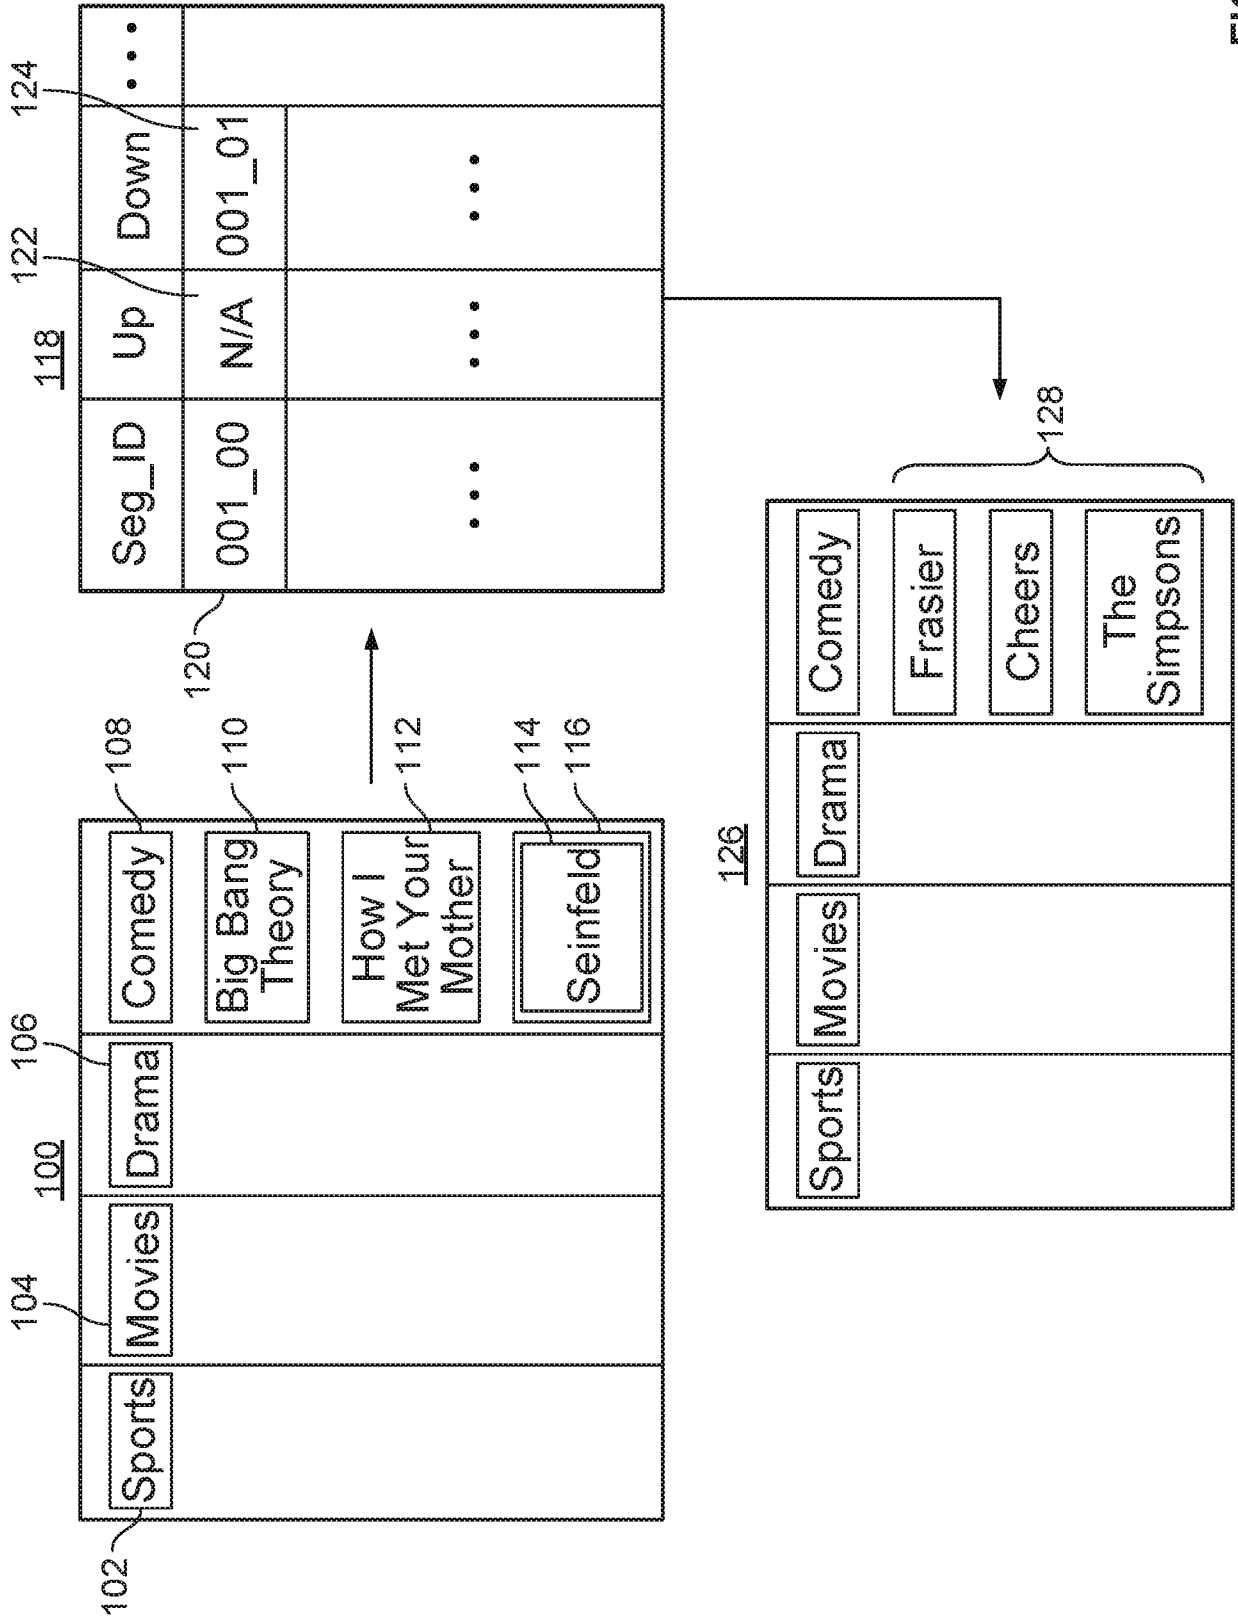 100
102
104
106
108
Sports
Movies
Drama
Comedy
110
Big Bang
Theory
112
How I
Met Your
Mother
114
Seinfeld
116
118
120
122
124
Seg_ID
Up
Down
• • •
001_00
N/A
001_01
• • •
• • •
• • •
126
Sports
Movies
Drama
Comedy
Frasier
Cheers
The
Simpsons
128